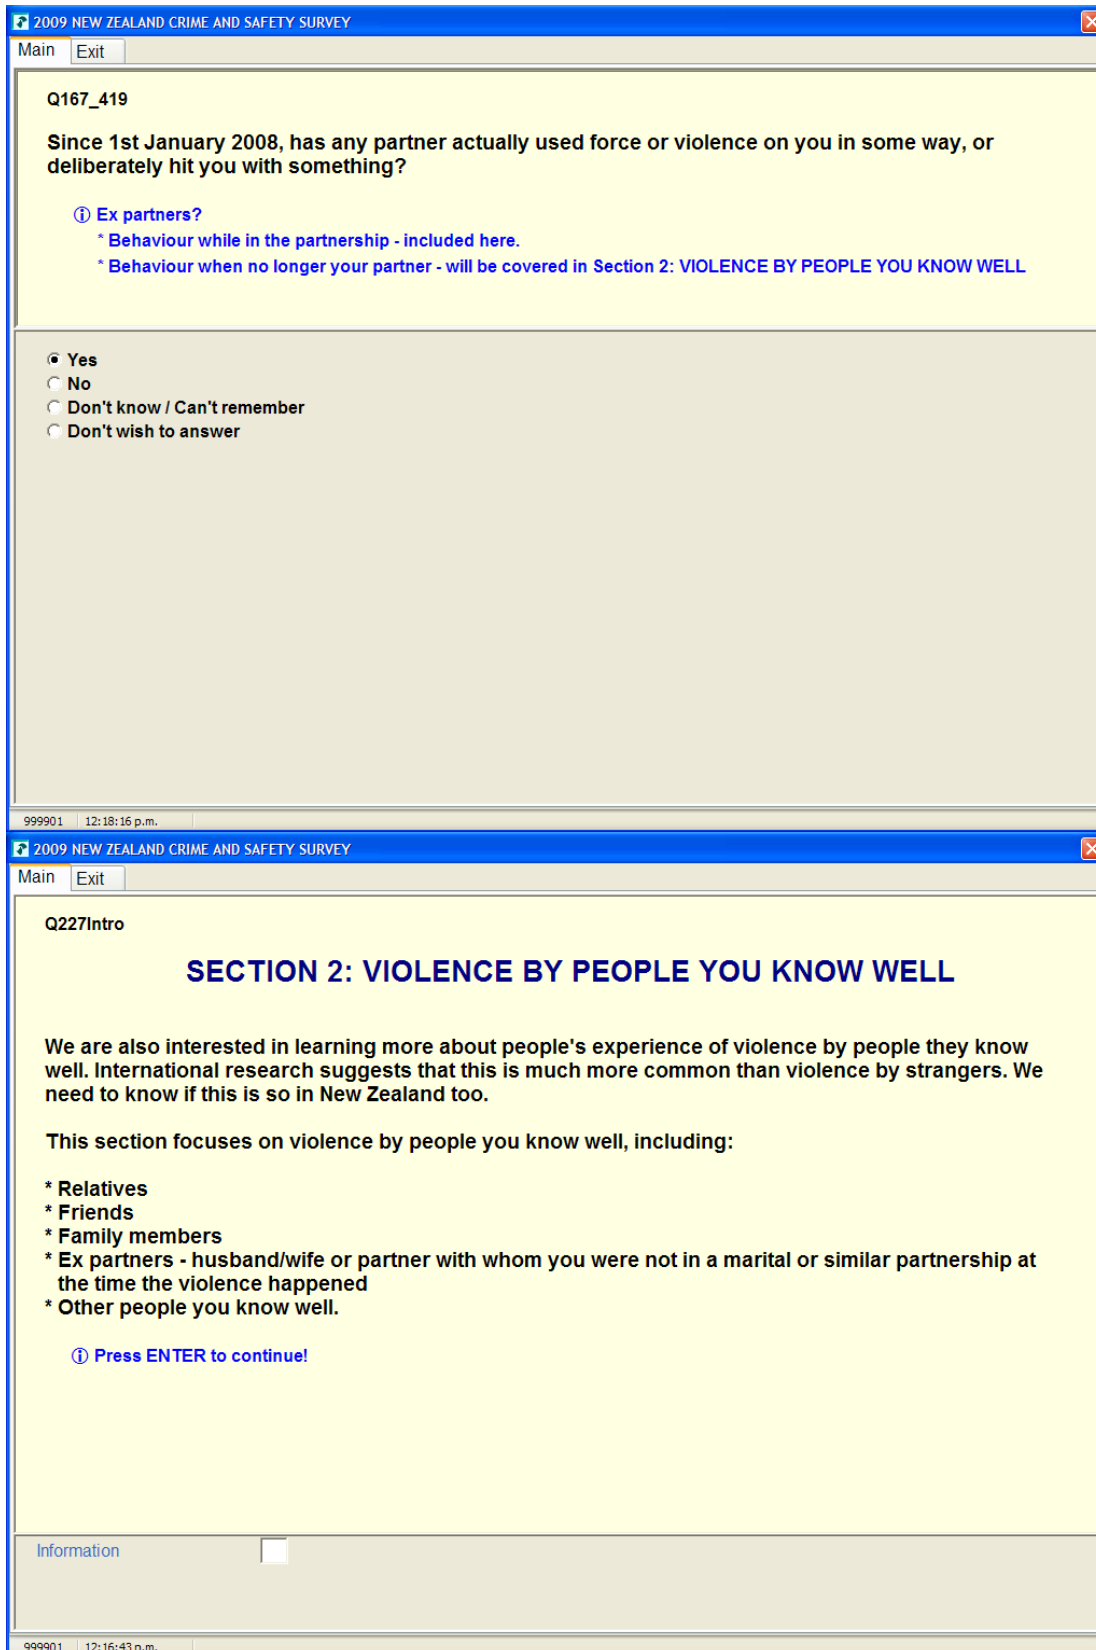 2009 NEW ZEALAND CRIME AND SAFETY SURVEY
Main Exit
Q167_419
Since 1st January 2008, has any partner actually used force or violence on you in some way, or
deliberately hit you with something?
Ex partners?
* Behaviour while in the partnership - included here.
* Behaviour when no longer your partner - will be covered in Section 2: VIOLENCE BY PEOPLE YOU KNOW WELL
Yes
No
Don't know / Can't remember
Don't wish to answer
999901 12:18:16 p.m.
2009 NEW ZEALAND CRIME AND SAFETY SURVEY
Main Exit
Q227Intro
SECTION 2: VIOLENCE BY PEOPLE YOU KNOW WELL
We are also interested in learning more about people's experience of violence by people they know
well. International research suggests that this is much more common than violence by strangers. We
need to know if this is so in New Zealand too.
This section focuses on violence by people you know well, including:
* Relatives
* Friends
* Family members
* Ex partners - husband/wife or partner with whom you were not in a marital or similar partnership at
the time the violence happened
* Other people you know well.
Press ENTER to continue!
Information
999901 12:16:43 p.m.